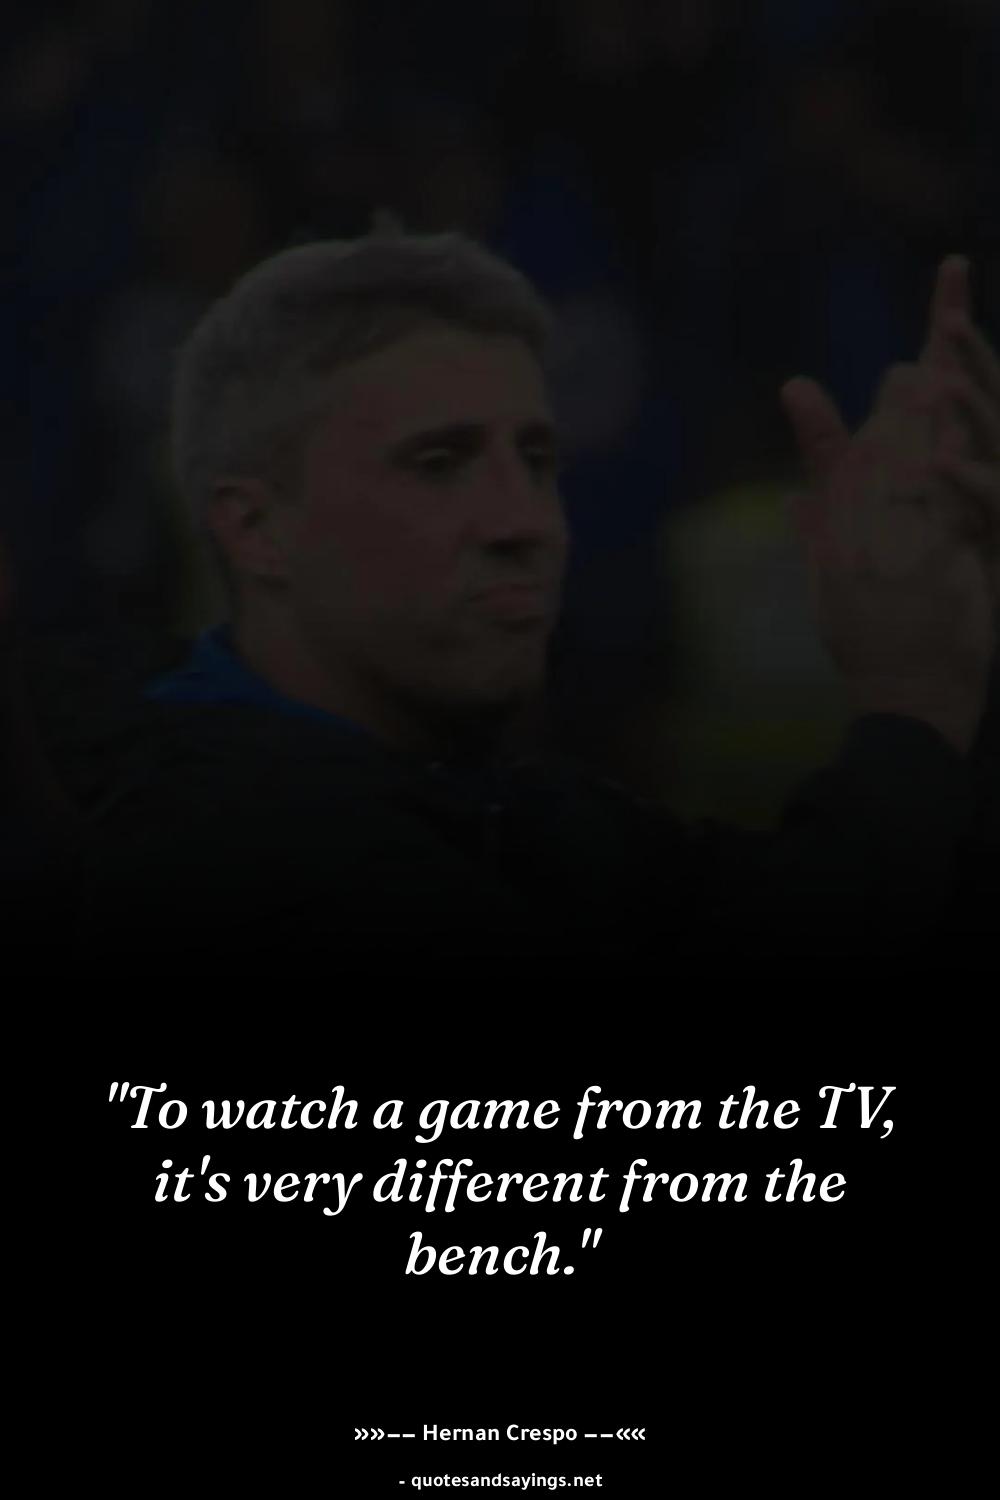 "To watch a game from the TV,
it's very different from the
bench."
»»−− Hernan Crespo −−««
- quotesandsayings.net